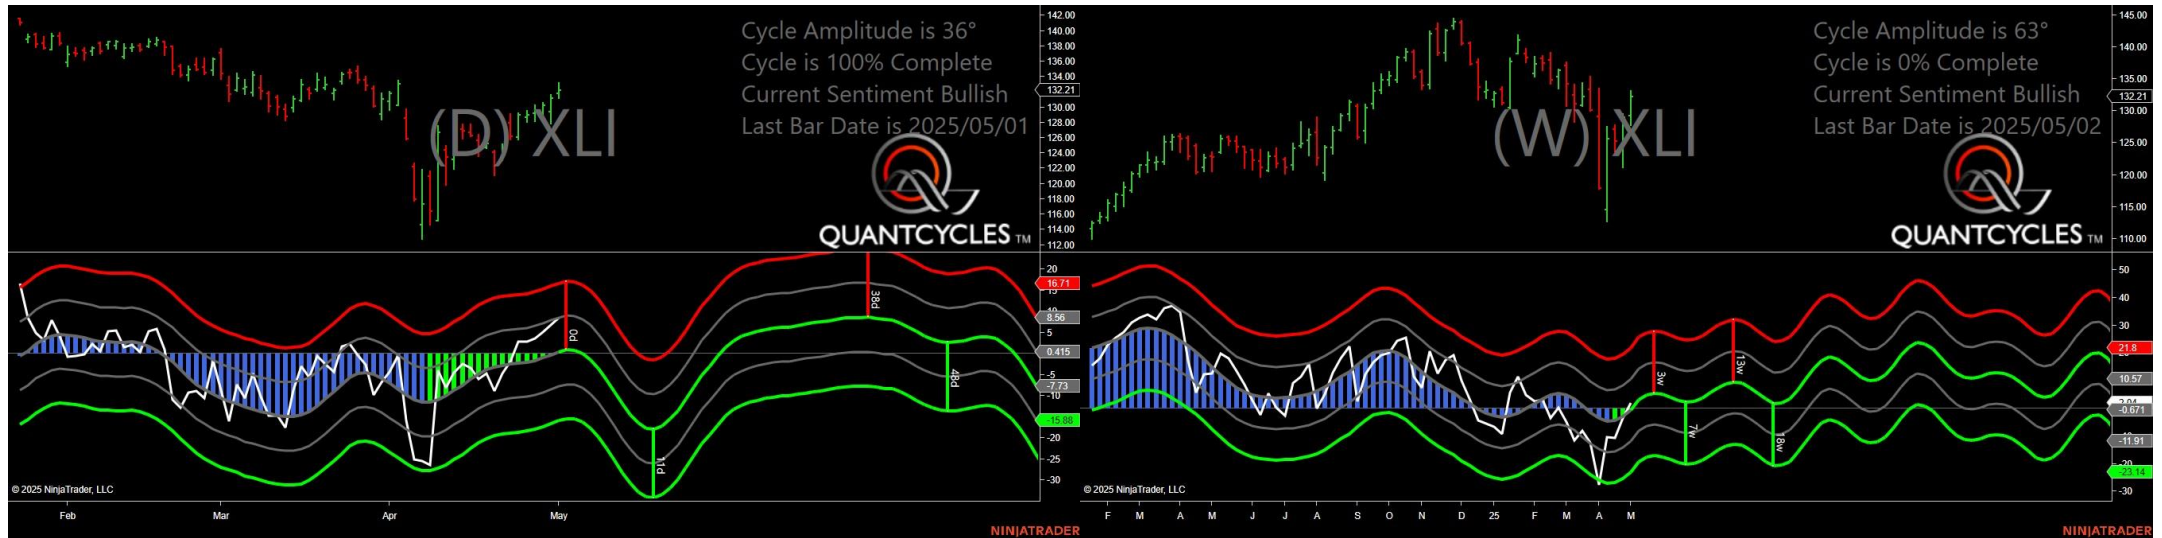 Cycle Amplitude is 36°
Cycle is 100% Complete
Current Sentiment Bullish
Last Bar Date is 2025/05/01
(D) XLI
QUANTCYCLES TM
142.00
140.00
138.00
136.00
134.00
132.21
130.00
128.00
126.00
124.00
122.00
120.00
118.00
116.00
114.00
112.00
20
16.71
15
8.56
5
0.415
-5
-7.73
-10
-15.88
-20
-25
-30
0d
11d
38d
48d
© 2025 NinjaTrader, LLC
Feb Mar Apr May
NINJATRADER
Cycle Amplitude is 63°
Cycle is 0% Complete
Current Sentiment Bullish
Last Bar Date is 2025/05/02
(W) XLI
QUANTCYCLES TM
145.00
140.00
135.00
132.21
130.00
125.00
120.00
115.00
110.00
50
40
30
21.8
10.57
2.04
-0.671
-11.91
-20
-23.14
-30
3w
7w
13w
18w
© 2025 NinjaTrader, LLC
F M A M J J A S O N D 25 F M A M
NINJATRADER